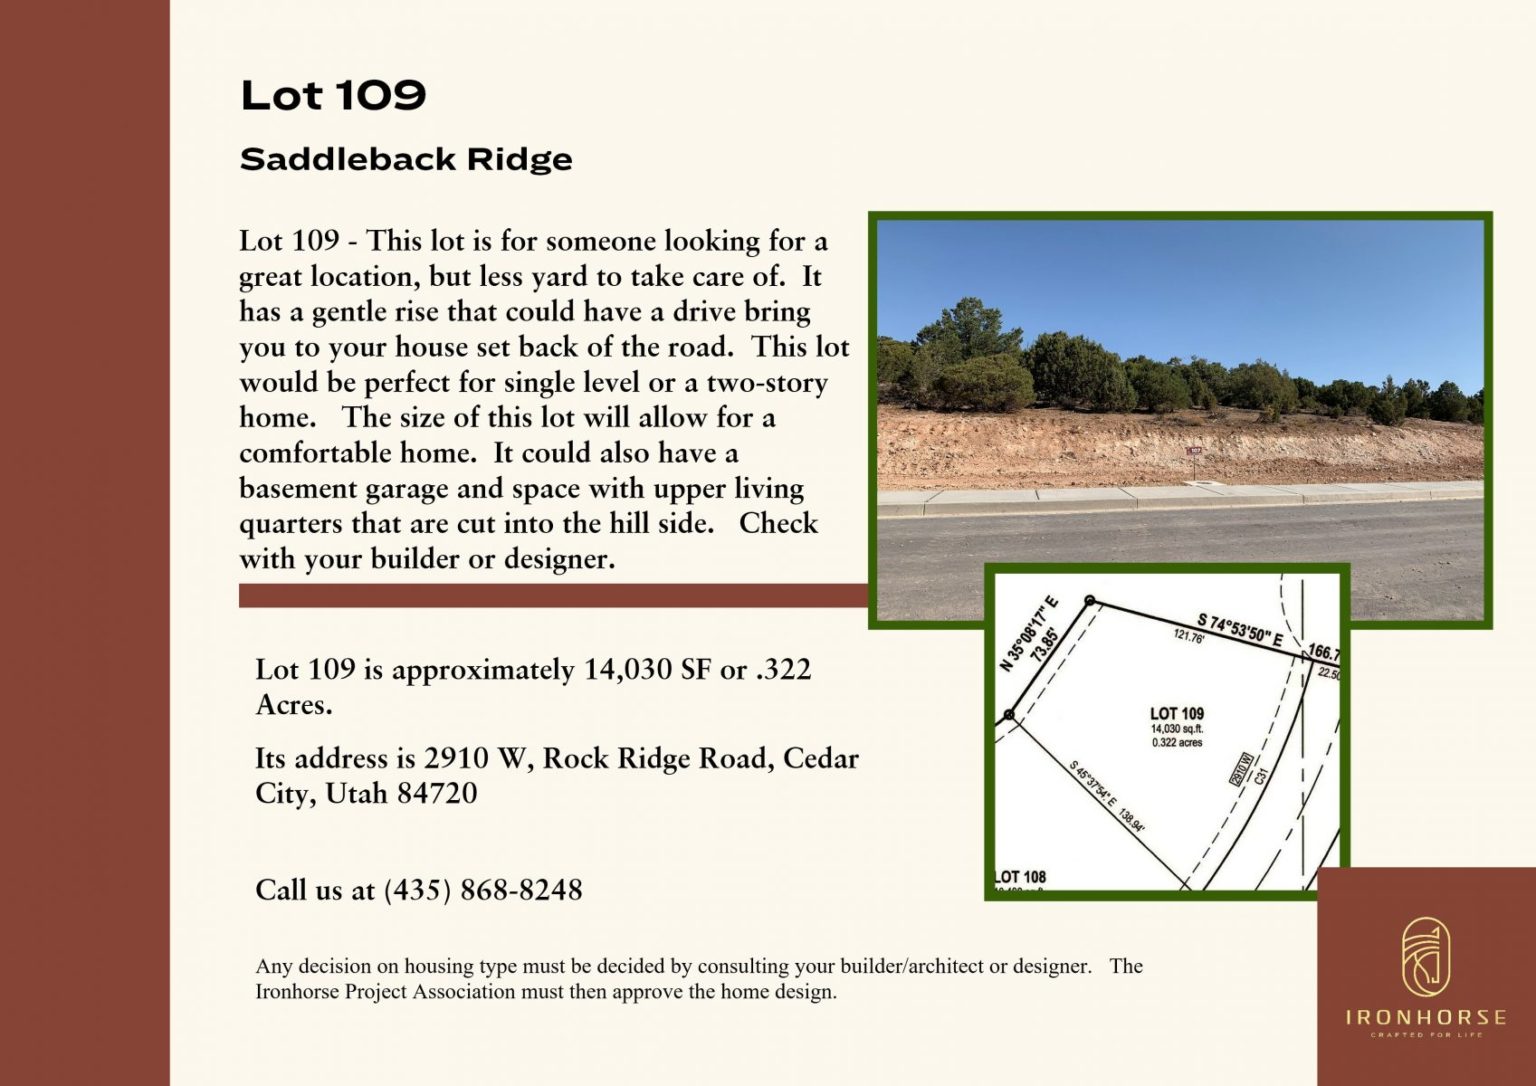 Lot 109
Saddleback Ridge
Lot 109 - This lot is for someone looking for a
great location, but less yard to take care of.  It
has a gentle rise that could have a drive bring
you to your house set back of the road.  This lot
would be perfect for single level or a two-story
home.   The size of this lot will allow for a
comfortable home.  It could also have a
basement garage and space with upper living
quarters that are cut into the hill side.   Check
with your builder or designer.
Lot 109 is approximately 14,030 SF or .322
Acres.
Its address is 2910 W, Rock Ridge Road, Cedar
City, Utah 84720
Call us at (435) 868-8248
Any decision on housing type must be decided by consulting your builder/architect or designer.   The
Ironhorse Project Association must then approve the home design.
N 35°08'17" E
73.85'
S 74°53'50" E
121.76'
166.7
22.50
LOT 109
14,030 sq.ft.
0.322 acres
2910 W
C31
S 45°37'54" E 138.94'
LOT 108
IRONHORSE
CRAFTED FOR LIFE